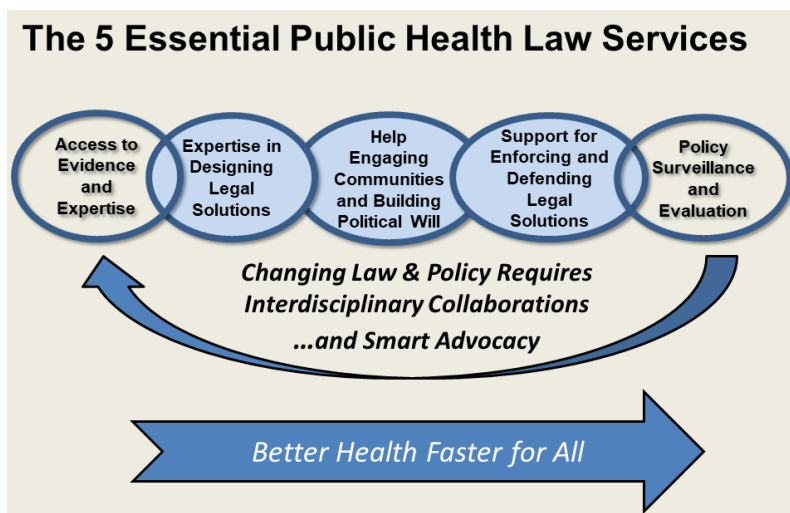 The 5 Essential Public Health Law Services
Access to
Evidence
and
Expertise
Expertise in
Designing
Legal
Solutions
Help
Engaging
Communities
and Building
Political Will
Support for
Enforcing and
Defending
Legal
Solutions
Policy
Surveillance
and
Evaluation
Changing Law & Policy Requires
Interdisciplinary Collaborations
...and Smart Advocacy
Better Health Faster for All